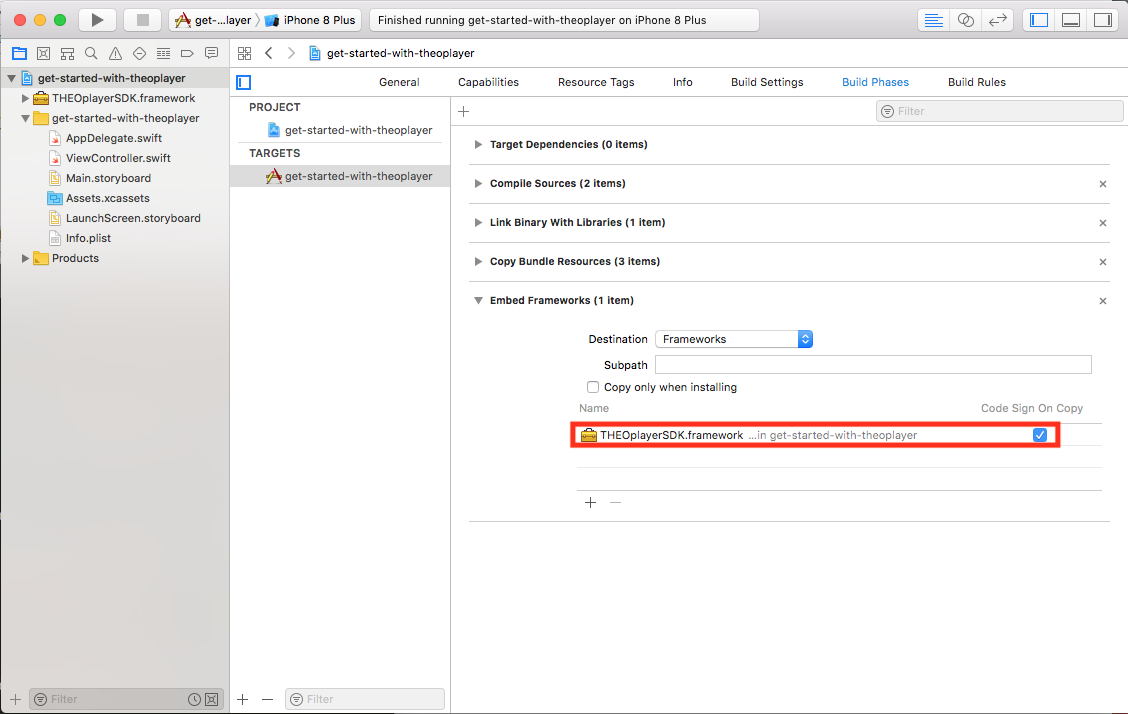 get-...layer
iPhone 8 Plus
Finished running get-started-with-theoplayer on iPhone 8 Plus
get-started-with-theoplayer
get-started-with-theoplayer
THEOplayerSDK.framework
get-started-with-theoplayer
AppDelegate.swift
ViewController.swift
Main.storyboard
Assets.xcassets
LaunchScreen.storyboard
Info.plist
Products
Filter
General
Capabilities
Resource Tags
Info
Build Settings
Build Phases
Build Rules
PROJECT
get-started-with-theoplayer
TARGETS
get-started-with-theoplayer
Filter
Filter
Target Dependencies (0 items)
Compile Sources (2 items)
Link Binary With Libraries (1 item)
Copy Bundle Resources (3 items)
Embed Frameworks (1 item)
Destination Frameworks
Subpath
Copy only when installing
Name Code Sign On Copy
THEOplayerSDK.framework ...in get-started-with-theoplayer